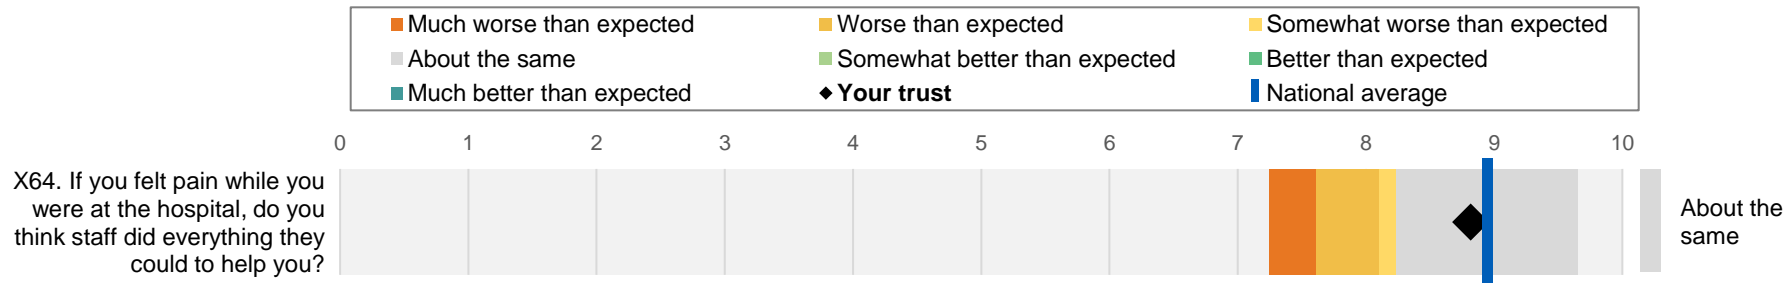 Much worse than expected
Worse than expected
Somewhat worse than expected
About the same
Somewhat better than expected
Better than expected
Much better than expected
Your trust
National average
0 1 2 3 4 5 6 7 8 9 10
X64. If you felt pain while you
were at the hospital, do you
think staff did everything they
could to help you?
About the
same